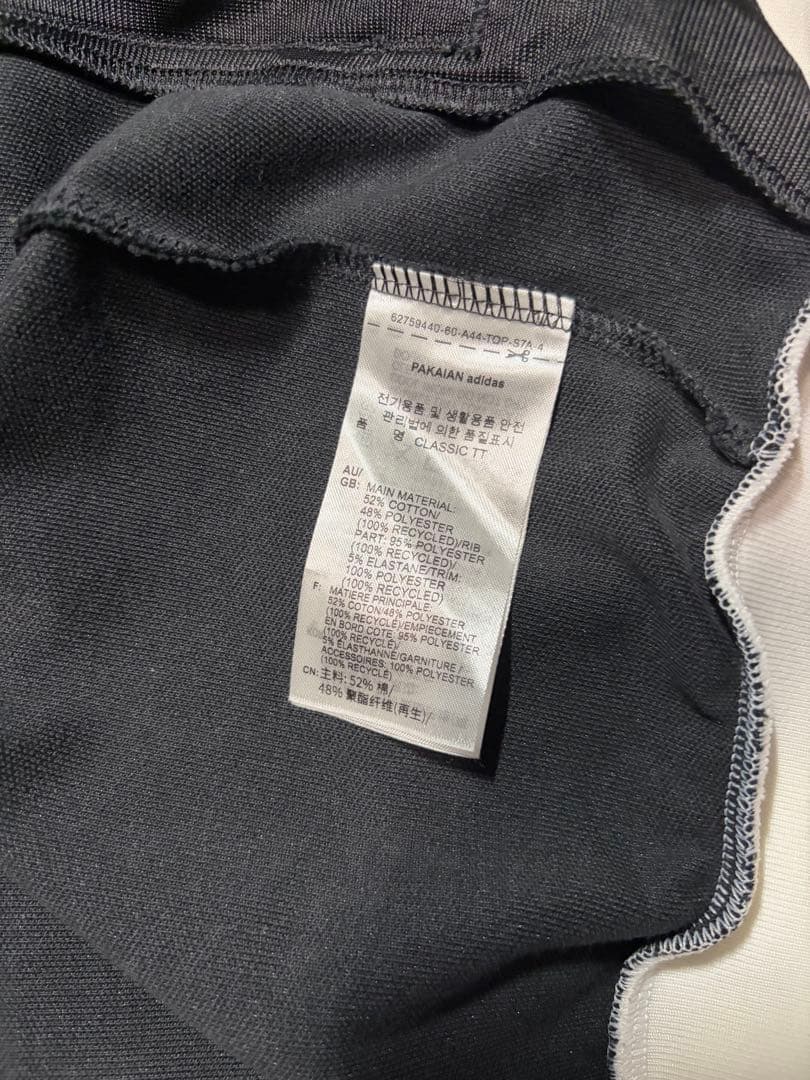 62759440-60-A44-TOP-S7A-4
PAKAIAN adidas
전기용품 및 생활용품 안전
관리법에 의한 품질표시
품 명 CLASSIC TT
AU/
GB: MAIN MATERIAL:
52% COTTON/
48% POLYESTER
(100% RECYCLED)/RIB
PART: 95% POLYESTER
(100% RECYCLED)/
5% ELASTANE/TRIM:
100% POLYESTER
(100% RECYCLED)
F: MATIERE PRINCIPALE:
52% COTON/48% POLYESTER
(100% RECYCLE)/EMPIECEMENT
EN BORD COTE: 95% POLYESTER
(100% RECYCLE)/
5% ELASTHANNE/GARNITURE /
ACCESSOIRES: 100% POLYESTER
(100% RECYCLE)
CN: 主料: 52% 棉/
48% 聚酯纤维(再生)/